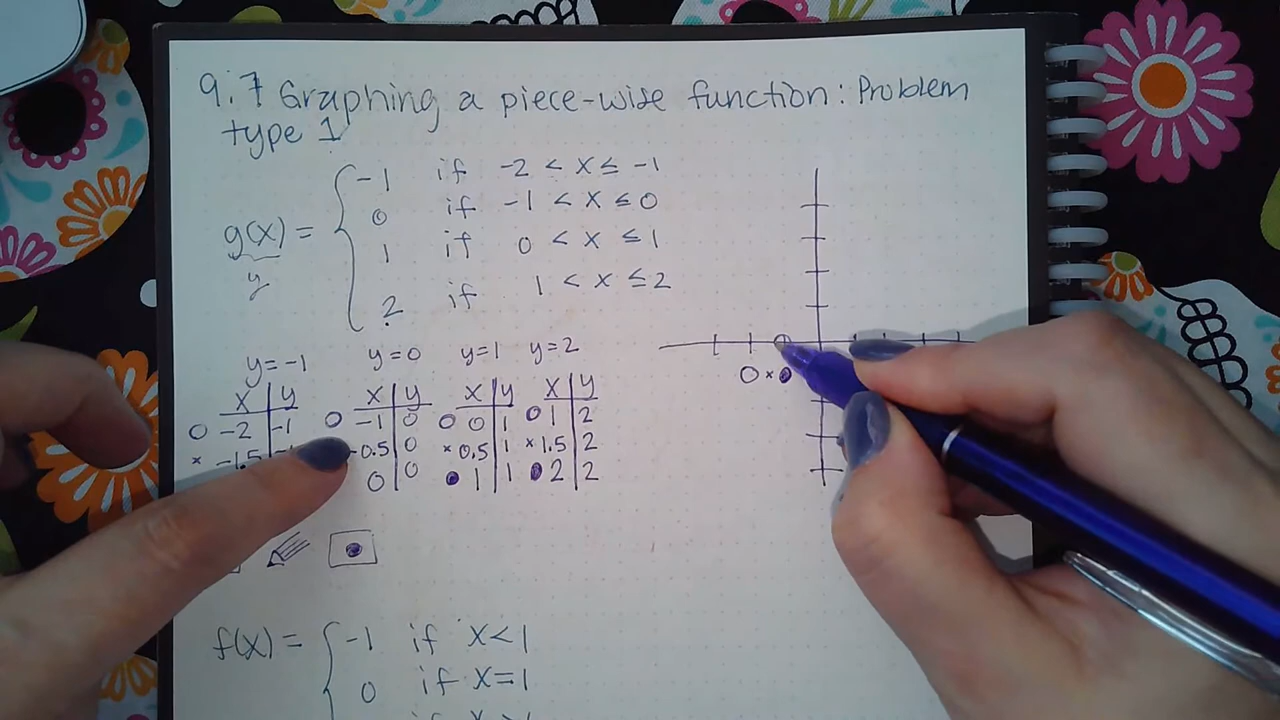 9.7 Graphing a piece-wise function: Problem
type 1
g(x) = { -1 if -2 < x ≤ -1
0 if -1 < x ≤ 0
1 if 0 < x ≤ 1
2 if 1 < x ≤ 2
y
y=-1 y=0 y=1 y=2
x y x y x y x y
○ -2 -1 ○ -1 0 ○ 0 1 ○ 1 2
× -1.5 -0.5 0 × 0.5 1 × 1.5 2
0 0 ● 1 1 ● 2 2
f(x) = { -1 if x<1
0 if x=1